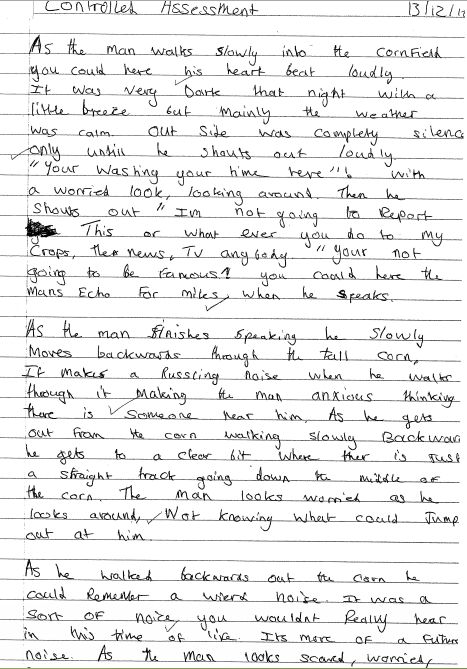 Controlled Assessment 13/12/1
As the man walks slowly into the cornfield
you could here his heart beat loudly.
It was very Dark that night with a
little breeze but mainly the weather
was calm. Out side was completly silence
only untill he shouts out loudly
"Your washing your time here"! with
a worried look, looking around. Then he
shouts out "Im not going to Report
This or what ever you do to my
Crops, the news, TV anybody. "Your not
going to be famous! you could here the
mans Echo for miles, when he speaks.
As the man finishes speaking he slowly
moves backwards through the tall corn,
It makes a Russling noise when he walks
through it making the man anxious thinking
there is someone near him, As he gets
out from the corn walking slowly Backwar
he gets to a clear bit where ther is Just
a straight track going down the middle of
the corn. The man looks worried as he
looks around, Not knowing what could Jump
out at him.
As he walked backwards out the corn he
could Remember a wierd noise. It was a
sort of noice, you wouldnt Really hear
in this time of life. Its more of a Future
noise. As the man looks scared, worried,